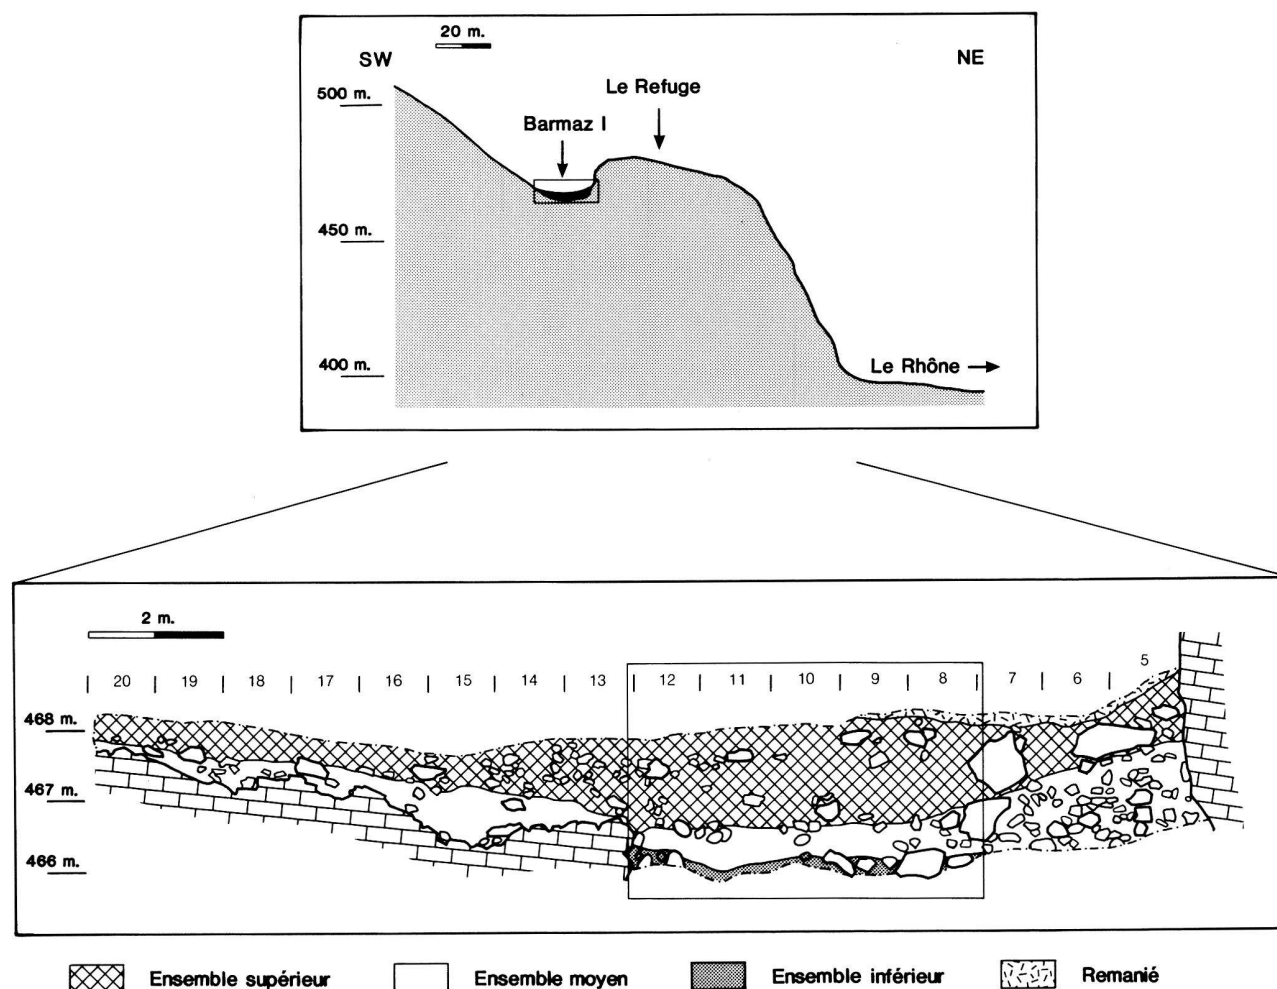 20 m.
SW
NE
500 m.
Le Refuge
Barmaz I
450 m.
400 m.
Le Rhône
2 m.
20 19 18 17 16 15 14 13 12 11 10 9 8 7 6 5
468 m.
467 m.
466 m.
Ensemble supérieur Ensemble moyen Ensemble inférieur Remanié